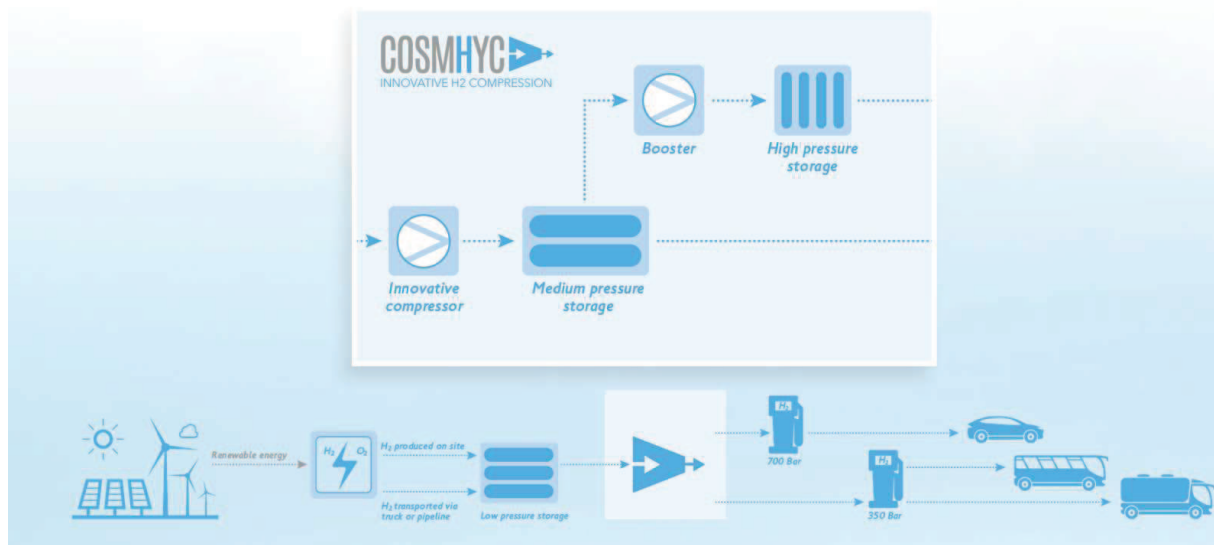 COSMHYC
INNOVATIVE H2 COMPRESSION
Booster
High pressure
storage
Innovative
compressor
Medium pressure
storage
Renewable energy
H₂ O₂
H₂ produced on site
H₂ transported via
truck or pipeline
Low pressure storage
H₂
700 Bar
H₂
350 Bar